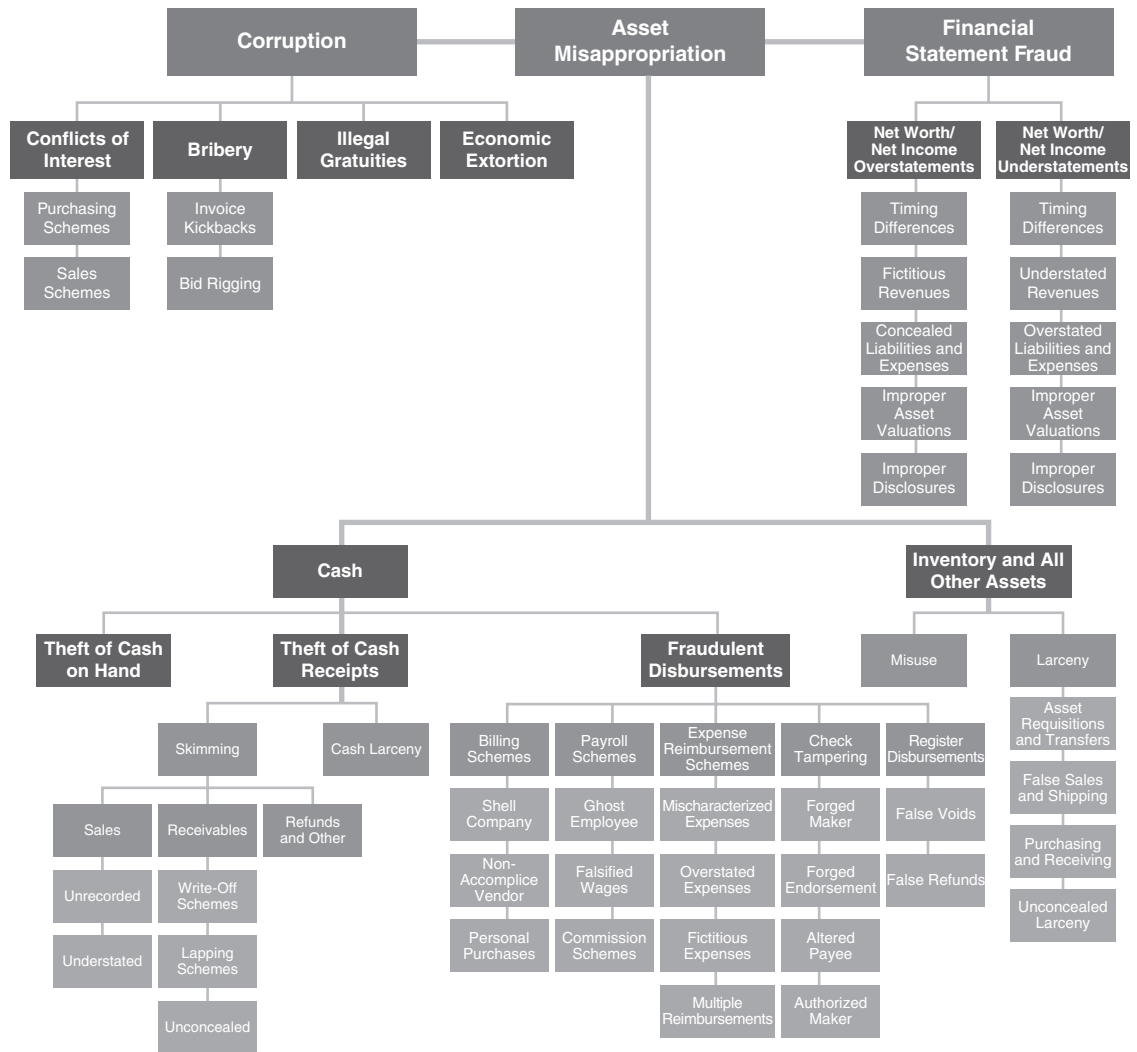 Corruption
Asset
Misappropriation
Financial
Statement Fraud
Conflicts of
Interest
Bribery
Illegal
Gratuities
Economic
Extortion
Net Worth/
Net Income
Overstatements
Net Worth/
Net Income
Understatements
Purchasing
Schemes
Sales
Schemes
Invoice
Kickbacks
Bid Rigging
Timing
Differences
Fictitious
Revenues
Concealed
Liabilities and
Expenses
Improper
Asset
Valuations
Improper
Disclosures
Timing
Differences
Understated
Revenues
Overstated
Liabilities and
Expenses
Improper
Asset
Valuations
Improper
Disclosures
Cash
Inventory and All
Other Assets
Theft of Cash
on Hand
Theft of Cash
Receipts
Fraudulent
Disbursements
Misuse
Larceny
Asset
Requisitions
and Transfers
False Sales
and Shipping
Purchasing
and Receiving
Unconcealed
Larceny
Skimming
Cash Larceny
Sales
Unrecorded
Understated
Receivables
Write-Off
Schemes
Lapping
Schemes
Unconcealed
Refunds
and Other
Billing
Schemes
Shell
Company
Non-
Accomplice
Vendor
Personal
Purchases
Payroll
Schemes
Ghost
Employee
Falsified
Wages
Commission
Schemes
Expense
Reimbursement
Schemes
Mischaracterized
Expenses
Overstated
Expenses
Fictitious
Expenses
Multiple
Reimbursements
Check
Tampering
Forged
Maker
Forged
Endorsement
Altered
Payee
Authorized
Maker
Register
Disbursements
False Voids
False Refunds